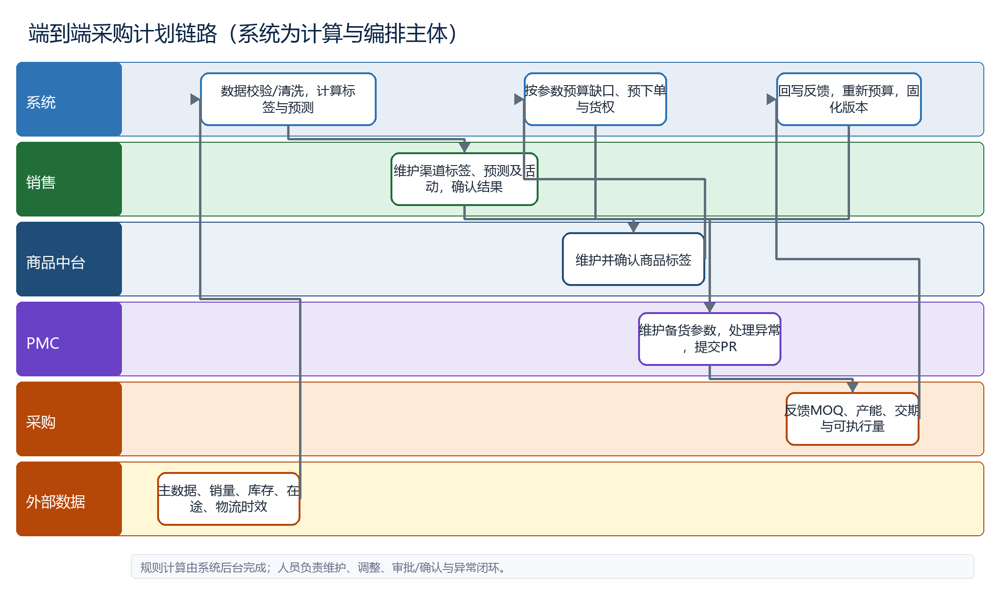 端到端采购计划链路（系统为计算与编排主体）
系统
数据校验/清洗，计算标
签与预测
按参数预算缺口、预下单
与货权
回写反馈，重新预算，固
化版本
销售
维护渠道标签、预测及活
动，确认结果
商品中台
维护并确认商品标签
PMC
维护备货参数，处理异常
，提交PR
采购
反馈MOQ、产能、交期
与可执行量
外部数据
主数据、销量、库存、在
途、物流时效
规则计算由系统后台完成；人员负责维护、调整、审批/确认与异常闭环。